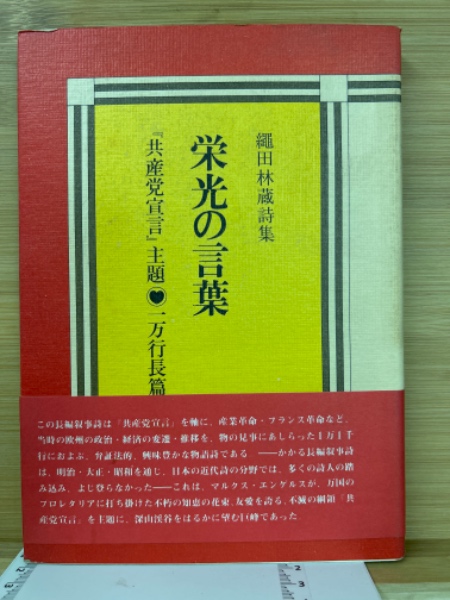 繩田林蔵詩集
栄光の言葉
『共産党宣言』主題●一万行長篇
この長編叙事詩は「共産党宣言」を軸に、産業革命・フランス革命など、
当時の欧州の政治・経済の変遷・推移を、物の見事にあしらった1万1千
行におよぶ、弁証法的、興味豊かな物語詩である ──かかる長編叙事詩
は、明治・大正・昭和を通じ、日本の近代詩の分野では、多くの詩人の踏
み込み、よじ登らなかった──これは、マルクス・エンゲルスが、万国の
プロレタリアに打ち掛けた不朽の知恵の花束、友愛を誇る、不滅の綱領「共
産党宣言」を主題に、深山渓谷をはるかに望む巨峰であった
2
3